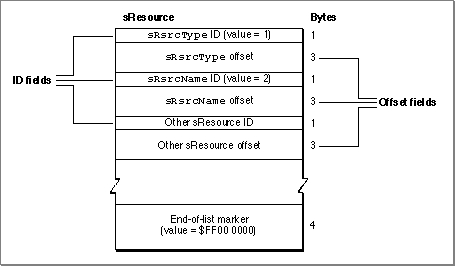 sResource Bytes
sRsrcType ID (value = 1) 1
sRsrcType offset 3
ID fields sRsrcName ID (value = 2) 1
sRsrcName offset 3 Offset fields
Other sResource ID 1
Other sResource offset 3
End-of-list marker
(value = $FF00 0000) 4